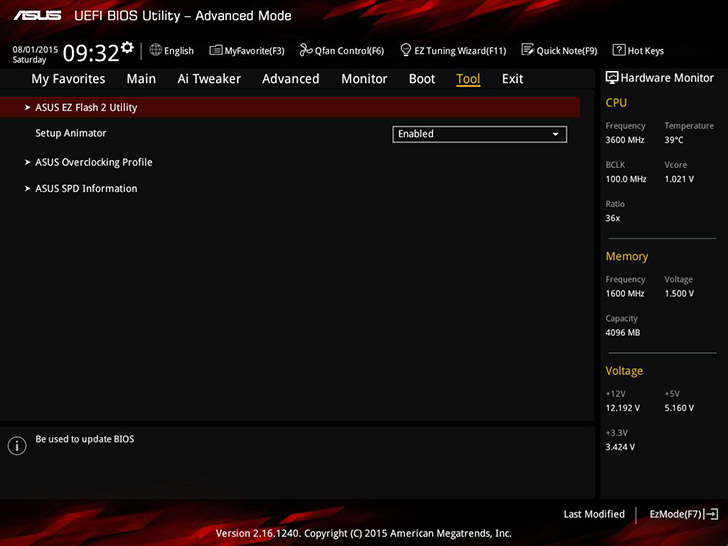 ASUS UEFI BIOS Utility – Advanced Mode
08/01/2015
Saturday
09:32
English
MyFavorite(F3)
Qfan Control(F6)
EZ Tuning Wizard(F11)
Quick Note(F9)
? Hot Keys
My Favorites Main Ai Tweaker Advanced Monitor Boot Tool Exit
ASUS EZ Flash 2 Utility
Setup Animator Enabled
ASUS Overclocking Profile
ASUS SPD Information
Hardware Monitor
CPU
Frequency Temperature
3600 MHz 39°C
BCLK Vcore
100.0 MHz 1.021 V
Ratio
36x
Memory
Frequency Voltage
1600 MHz 1.500 V
Capacity
4096 MB
Voltage
+12V +5V
12.192 V 5.160 V
+3.3V
3.424 V
i Be used to update BIOS
Last Modified
EzMode(F7)
Version 2.16.1240. Copyright (C) 2015 American Megatrends, Inc.